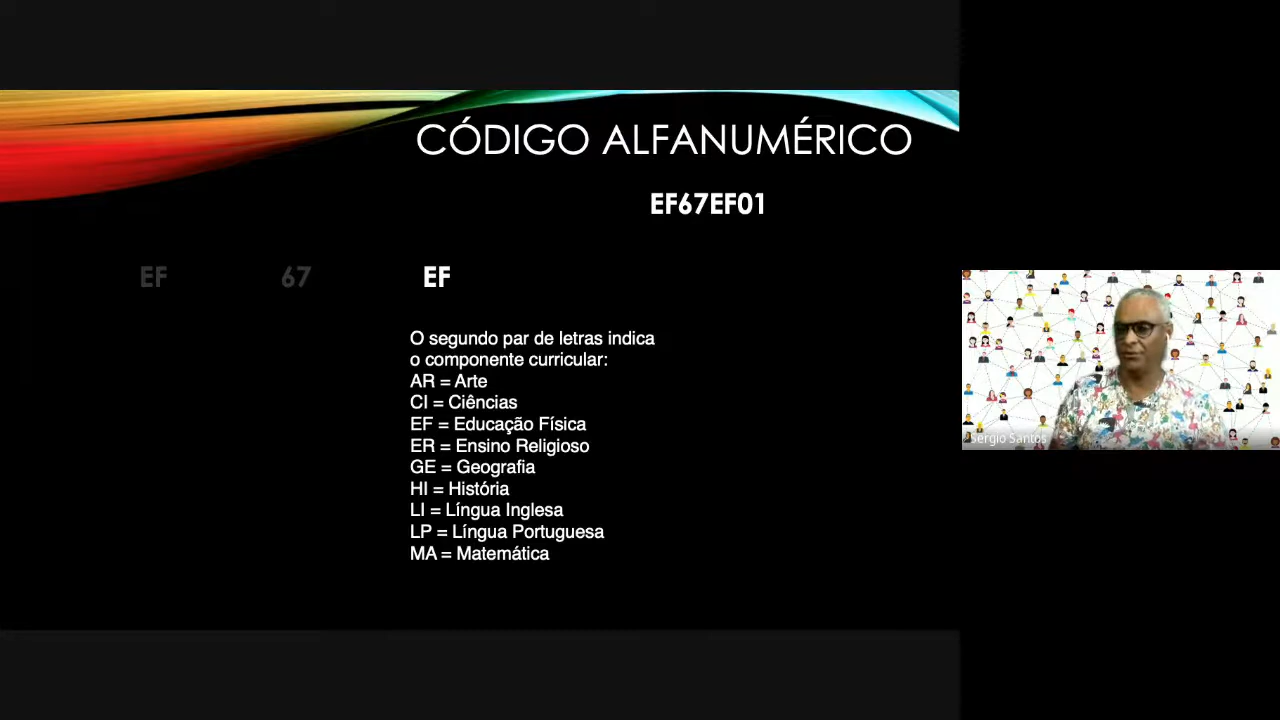 CÓDIGO ALFANUMÉRICO
EF67EF01
EF 67 EF
O segundo par de letras indica
o componente curricular:
AR = Arte
CI = Ciências
EF = Educação Física
ER = Ensino Religioso
GE = Geografia
HI = História
LI = Língua Inglesa
LP = Língua Portuguesa
MA = Matemática
Sergio Santos